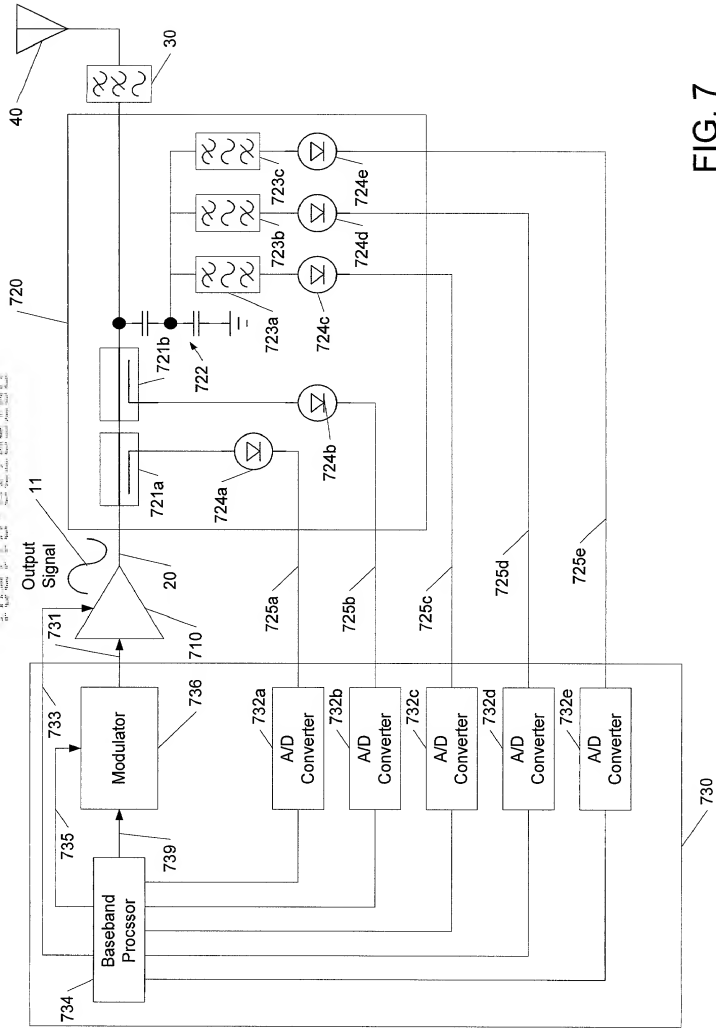 40
30
720
723c
724e
723b
724d
723a
724c
722
721b
724b
721a
724a
11
Output
Signal
20
710
731
733
735
736
Modulator
739
Baseband
Procssor
734
725a
725b
725c
725d
725e
732a
A/D
Converter
732b
A/D
Converter
732c
A/D
Converter
732d
A/D
Converter
732e
A/D
Converter
730
FIG. 7